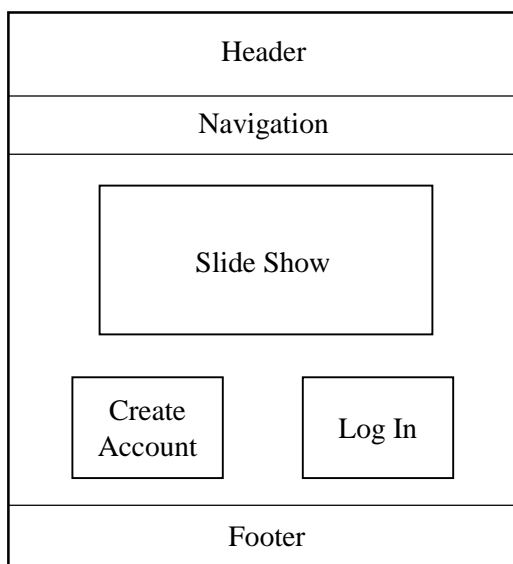 Header
Navigation
Slide Show
Create
Account
Log In
Footer